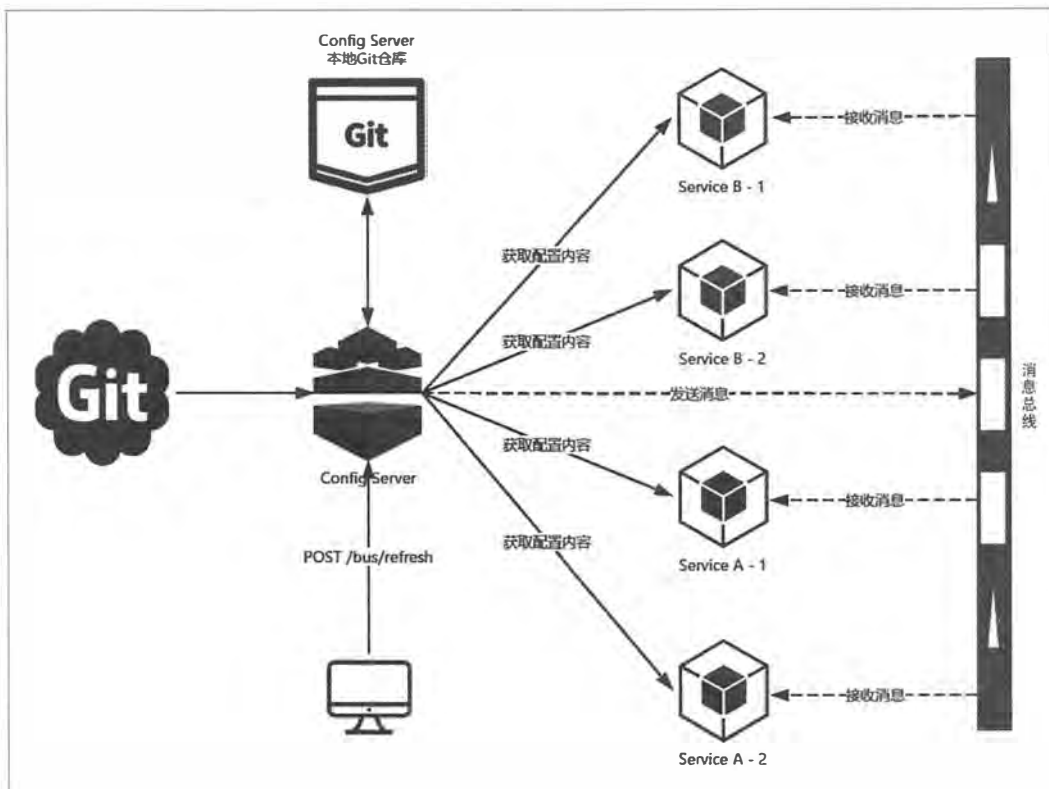 Config Server
本地Git仓库
Git
接收消息
Service B - 1
获取配置内容
接收消息
获取配置内容
Service B - 2
Git
发送消息
消息总线
获取配置内容
Config Server
接收消息
获取配置内容
Service A - 1
POST /bus/refresh
接收消息
Service A - 2